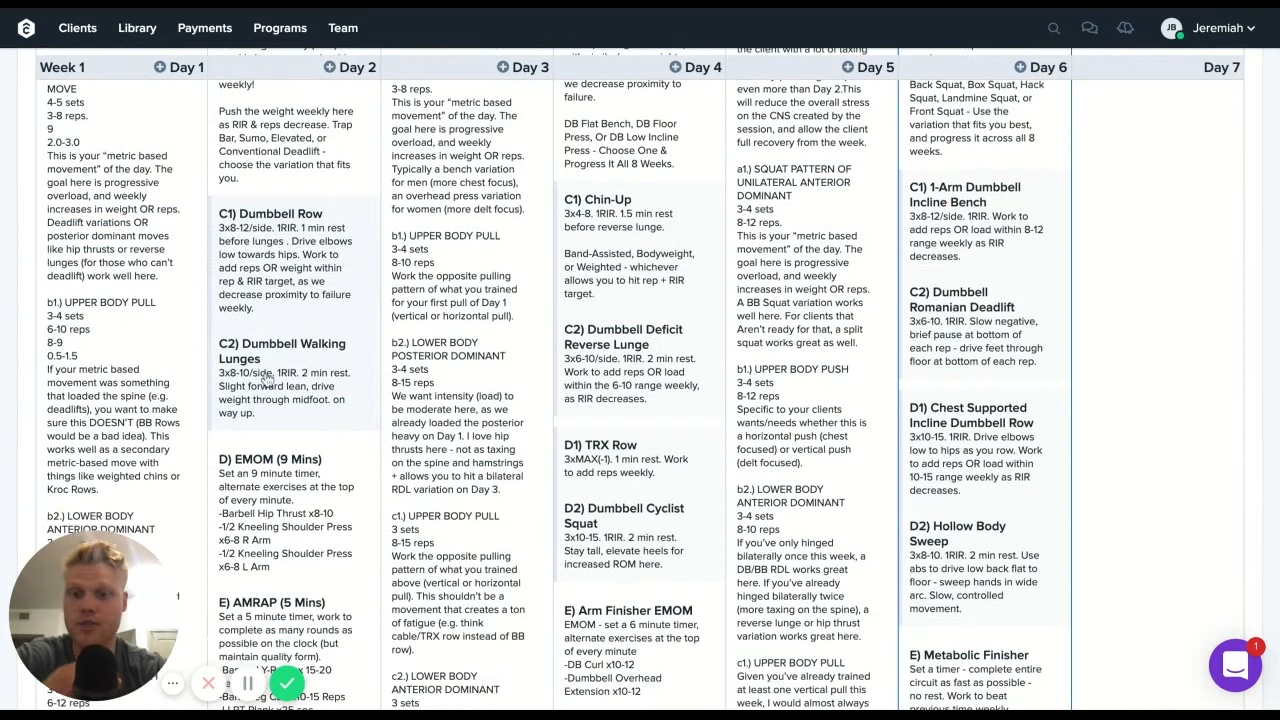 Clients
Library
Payments
Programs
Team
JB
Jeremiah
Week 1
Day 1
Day 2
Day 3
Day 4
Day 5
Day 6
Day 7
MOVE
4-5 sets
3-8 reps.
9
2.0-3.0
This is your “metric based
movement” of the day. The
goal here is progressive
overload, and weekly
increases in weight OR reps.
Deadlift variations OR
posterior dominant moves
like hip thrusts or reverse
lunges (for those who can’t
deadlift) work well here.
b1.) UPPER BODY PULL
3-4 sets
6-10 reps
8-9
0.5-1.5
If your metric based
movement was something
that loaded the spine (e.g.
deadlifts), you want to make
sure this DOESN’T (BB Rows
would be a bad idea). This
works well as a secondary
metric-based move with
things like weighted chins or
Kroc Rows.
b2.) LOWER BODY
ANTERIOR DOMINANT
6-12 reps
weekly!
Push the weight weekly here
as RIR & reps decrease. Trap
Bar, Sumo, Elevated, or
Conventional Deadlift -
choose the variation that fits
you.
C1) Dumbbell Row
3x8-12/side. 1RIR. 1 min rest
before lunges . Drive elbows
low towards hips. Work to
add reps OR weight within
rep & RIR target, as we
decrease proximity to failure
weekly.
C2) Dumbbell Walking
Lunges
3x8-10/side. 1RIR. 2 min rest.
Slight forward lean, drive
weight through midfoot. on
way up.
D) EMOM (9 Mins)
Set an 9 minute timer,
alternate exercises at the top
of every minute.
-Barbell Hip Thrust x8-10
-1/2 Kneeling Shoulder Press
x6-8 R Arm
-1/2 Kneeling Shoulder Press
x6-8 L Arm
E) AMRAP (5 Mins)
Set a 5 minute timer, work to
complete as many rounds as
possible on the clock (but
maintain quality form).
3-8 reps.
This is your “metric based
movement” of the day. The
goal here is progressive
overload, and weekly
increases in weight OR reps.
Typically a bench variation
for men (more chest focus),
an overhead press variation
for women (more delt focus).
b1.) UPPER BODY PULL
3-4 sets
8-10 reps
Work the opposite pulling
pattern of what you trained
for your first pull of Day 1
(vertical or horizontal pull).
b2.) LOWER BODY
POSTERIOR DOMINANT
3-4 sets
8-15 reps
We want intensity (load) to
be moderate here, as we
already loaded the posterior
heavy on Day 1. I love hip
thrusts here - not as taxing
on the spine and hamstrings
+ allows you to hit a bilateral
RDL variation on Day 3.
c1.) UPPER BODY PULL
3 sets
8-15 reps
Work the opposite pulling
pattern of what you trained
above (vertical or horizontal
pull). This shouldn’t be a
movement that creates a ton
of fatigue (e.g. think
cable/TRX row instead of BB
row).
c2.) LOWER BODY
ANTERIOR DOMINANT
3 sets
we decrease proximity to
failure.
DB Flat Bench, DB Floor
Press, Or DB Low Incline
Press - Choose One &
Progress It All 8 Weeks.
C1) Chin-Up
3x4-8. 1RIR. 1.5 min rest
before reverse lunge.
Band-Assisted, Bodyweight,
or Weighted - whichever
allows you to hit rep + RIR
target.
C2) Dumbbell Deficit
Reverse Lunge
3x6-10/side. 1RIR. 2 min rest.
Work to add reps OR load
within the 6-10 range weekly,
as RIR decreases.
D1) TRX Row
3xMAX(-1). 1 min rest. Work
to add reps weekly.
D2) Dumbbell Cyclist
Squat
3x10-15. 1RIR. 2 min rest.
Stay tall, elevate heels for
increased ROM here.
E) Arm Finisher EMOM
EMOM - set a 6 minute timer,
alternate exercises at the top
of every minute
-DB Curl x10-12
-Dumbbell Overhead
Extension x10-12
the client with a lot of taxing
even more than Day 2.This
will reduce the overall stress
on the CNS created by the
session, and allow the client
full recovery from the week.
a1.) SQUAT PATTERN OF
UNILATERAL ANTERIOR
DOMINANT
3-4 sets
8-12 reps.
This is your “metric based
movement” of the day. The
goal here is progressive
overload, and weekly
increases in weight OR reps.
A BB Squat variation works
well here. For clients that
Aren’t ready for that, a split
squat works great as well.
b1.) UPPER BODY PUSH
3-4 sets
8-12 reps
Specific to your clients
wants/needs whether this is
a horizontal push (chest
focused) or vertical push
(delt focused).
b2.) LOWER BODY
ANTERIOR DOMINANT
3-4 sets
8-10 reps
If you’ve only hinged
bilaterally once this week, a
DB/BB RDL works great
here. If you’ve already
hinged bilaterally twice
(more taxing on the spine), a
reverse lunge or hip thrust
variation works great here.
c1.) UPPER BODY PULL
Given you’ve already trained
at least one vertical pull this
week, I would almost always
Back Squat, Box Squat, Hack
Squat, Landmine Squat, or
Front Squat - Use the
variation that fits you best,
and progress it across all 8
weeks.
C1) 1-Arm Dumbbell
Incline Bench
3x8-12/side. 1RIR. Work to
add reps OR load within 8-12
range weekly as RIR
decreases.
C2) Dumbbell
Romanian Deadlift
3x6-10. 1RIR. Slow negative,
brief pause at bottom of
each rep - drive feet through
floor at bottom of each rep.
D1) Chest Supported
Incline Dumbbell Row
3x10-15. 1RIR. Drive elbows
low to hips as you row. Work
to add reps OR load within
10-15 range weekly as RIR
decreases.
D2) Hollow Body
Sweep
3x8-10. 1RIR. 2 min rest. Use
abs to drive low back flat to
floor - sweep hands in wide
arc. Slow, controlled
movement.
E) Metabolic Finisher
Set a timer - complete entire
circuit as fast as possible -
no rest. Work to beat
previous time weekly
1